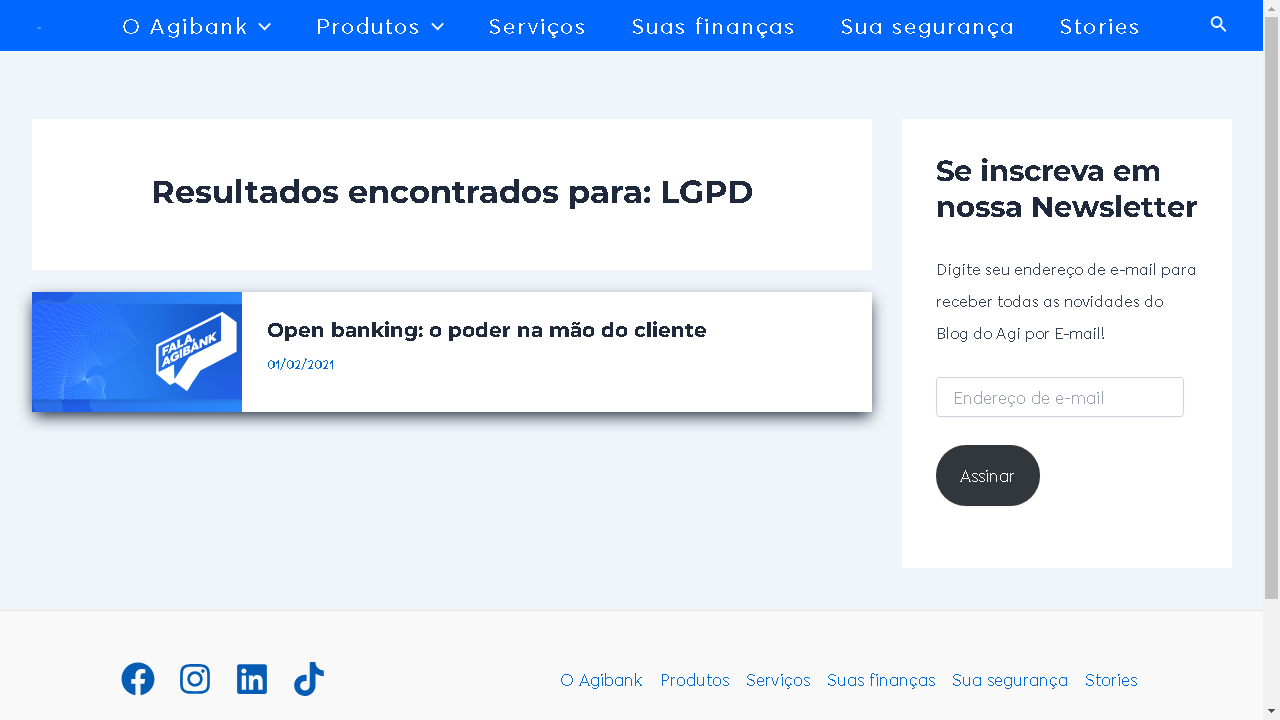 O Agibank Produtos Serviços Suas finanças Sua segurança Stories
Resultados encontrados para: LGPD
FALA,
AGIBANK
Open banking: o poder na mão do cliente
01/02/2021
Se inscreva em
nossa Newsletter
Digite seu endereço de e-mail para
receber todas as novidades do
Blog do Agi por E-mail!
Endereço de e-mail
Assinar
O Agibank Produtos Serviços Suas finanças Sua segurança Stories